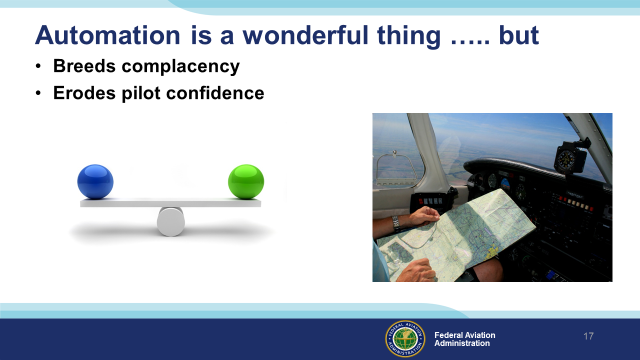 Automation is a wonderful thing ….. but
• Breeds complacency
• Erodes pilot confidence
Federal Aviation
Administration
17